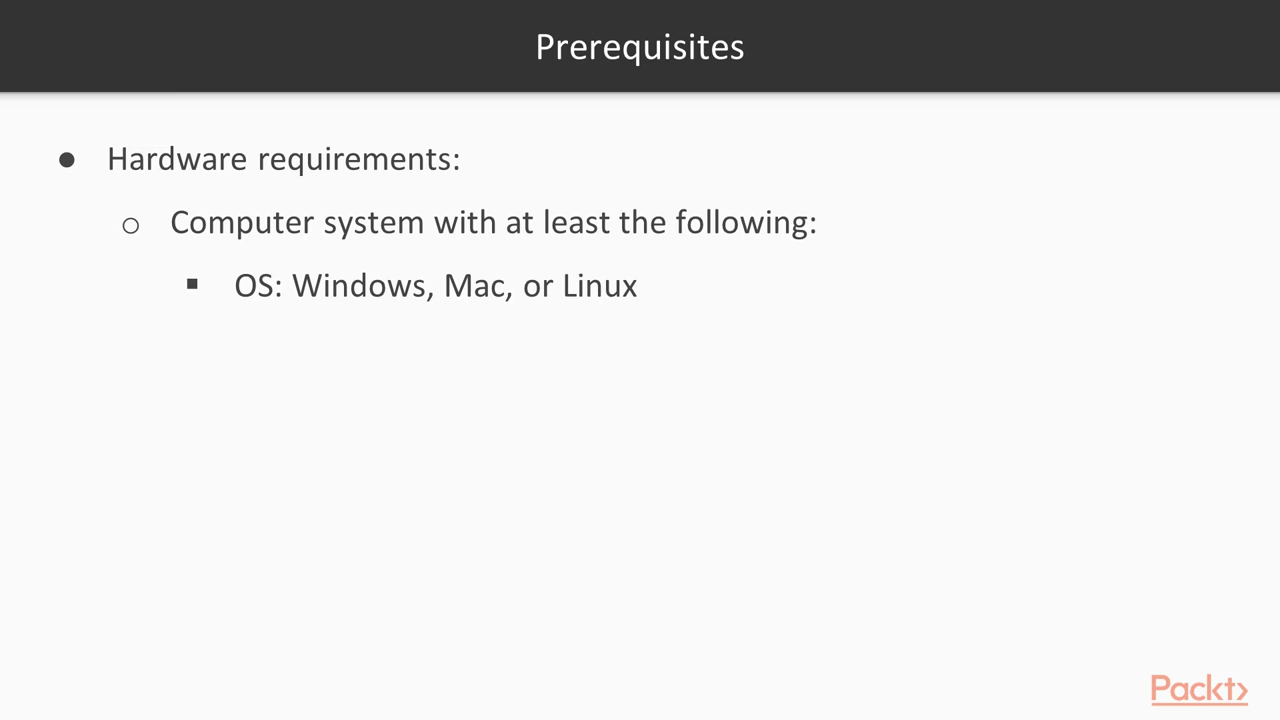 Prerequisites
● Hardware requirements:
○ Computer system with at least the following:
▪ OS: Windows, Mac, or Linux
Packt>